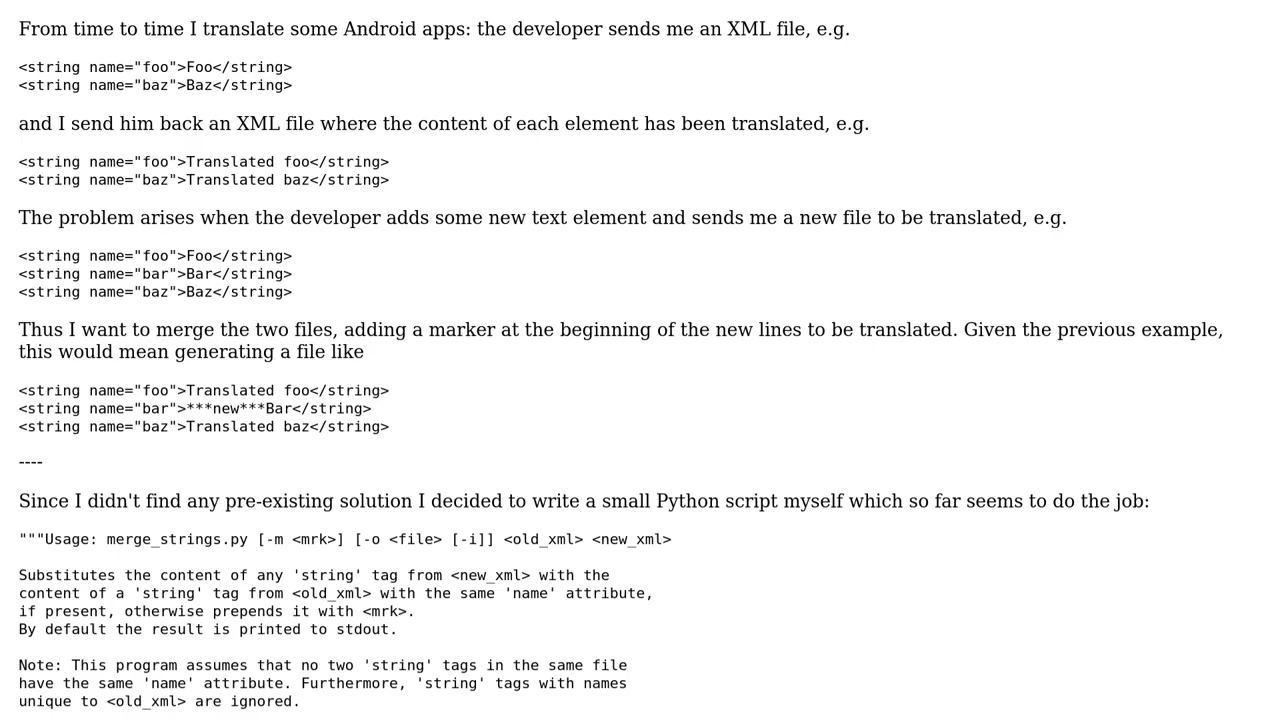 From time to time I translate some Android apps: the developer sends me an XML file, e.g.
<string name="foo">Foo</string>
<string name="baz">Baz</string>
and I send him back an XML file where the content of each element has been translated, e.g.
<string name="foo">Translated foo</string>
<string name="baz">Translated baz</string>
The problem arises when the developer adds some new text element and sends me a new file to be translated, e.g.
<string name="foo">Foo</string>
<string name="bar">Bar</string>
<string name="baz">Baz</string>
Thus I want to merge the two files, adding a marker at the beginning of the new lines to be translated. Given the previous example,
this would mean generating a file like
<string name="foo">Translated foo</string>
<string name="bar">***new***Bar</string>
<string name="baz">Translated baz</string>
----
Since I didn't find any pre-existing solution I decided to write a small Python script myself which so far seems to do the job:
"""Usage: merge_strings.py [-m <mrk>] [-o <file> [-i]] <old_xml> <new_xml>
Substitutes the content of any 'string' tag from <new_xml> with the
content of a 'string' tag from <old_xml> with the same 'name' attribute,
if present, otherwise prepends it with <mrk>.
By default the result is printed to stdout.
Note: This program assumes that no two 'string' tags in the same file
have the same 'name' attribute. Furthermore, 'string' tags with names
unique to <old_xml> are ignored.